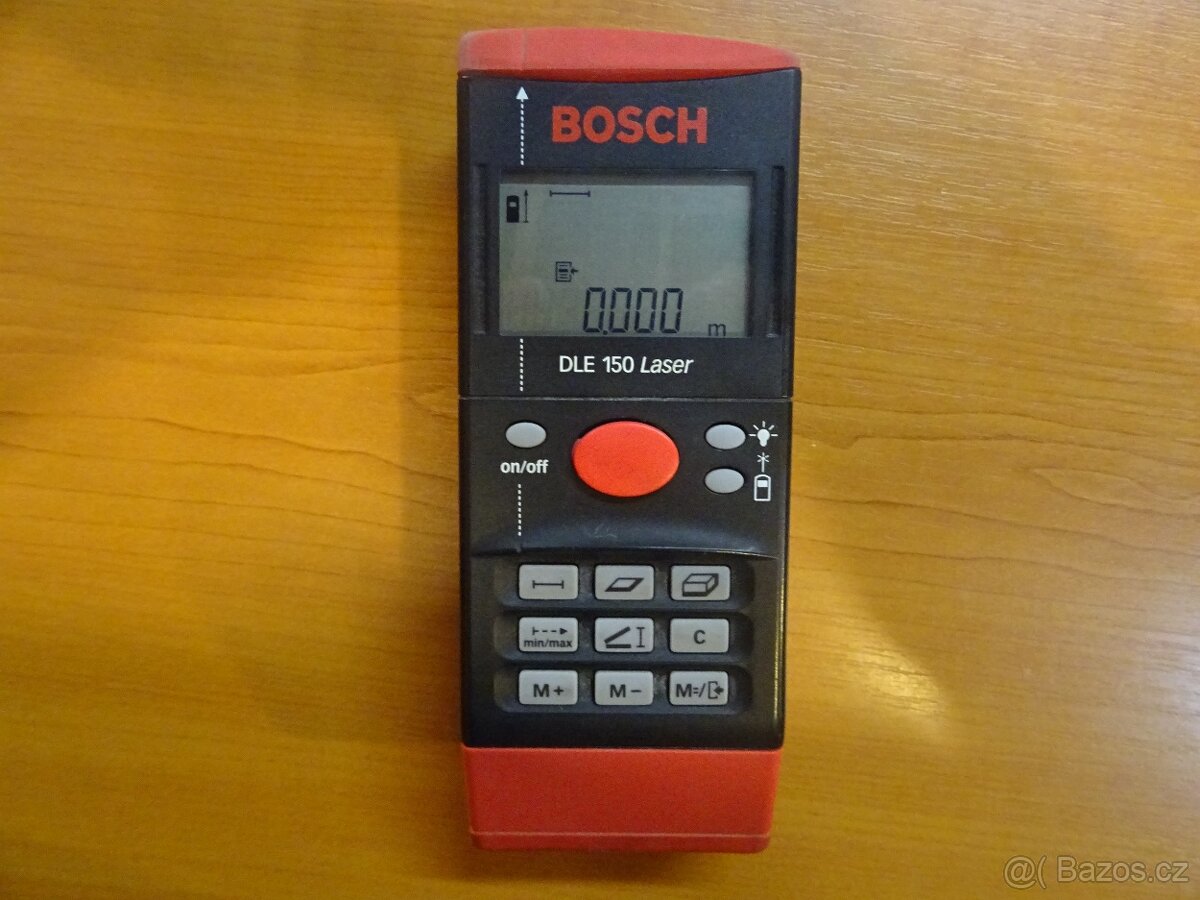 BOSCH
0.000 m
DLE 150 Laser
on/off
min/max
C
M+
M-
M=/
@( Bazos.cz